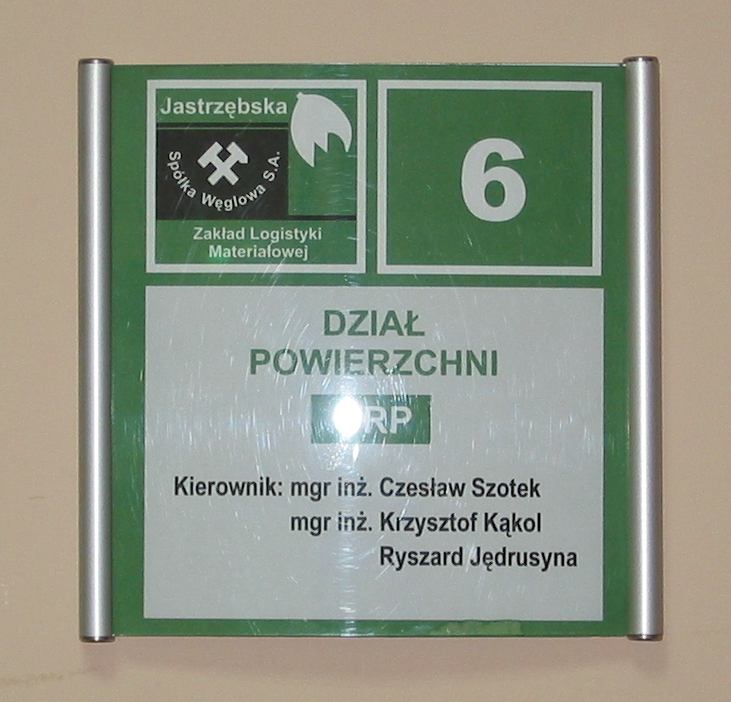 Jastrzębska
Spółka Węglowa S.A.
Zakład Logistyki
Materiałowej
6
DZIAŁ
POWIERZCHNI
Kierownik: mgr inż. Czesław Szotek
mgr inż. Krzysztof Kąkol
Ryszard Jędrusyna